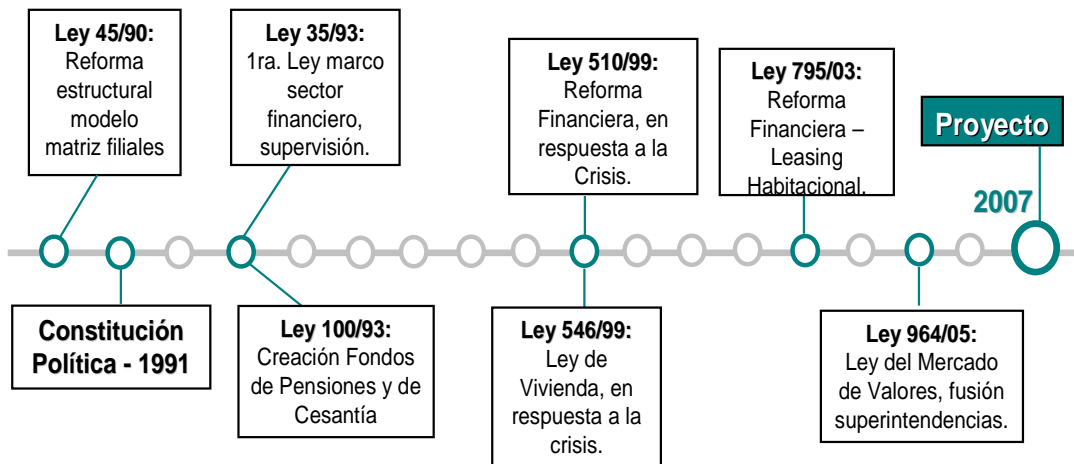 Ley 45/90:
Reforma
estructural
modelo
matriz filiales
Ley 35/93:
1ra. Ley marco
sector
financiero,
supervisión.
Ley 510/99:
Reforma
Financiera, en
respuesta a la
Crisis.
Ley 795/03:
Reforma
Financiera –
Leasing
Habitacional.
Proyecto
2007
Constitución
Política - 1991
Ley 100/93:
Creación Fondos
de Pensiones y de
Cesantía
Ley 546/99:
Ley de
Vivienda, en
respuesta a la
crisis.
Ley 964/05:
Ley del Mercado
de Valores, fusión
superintendencias.